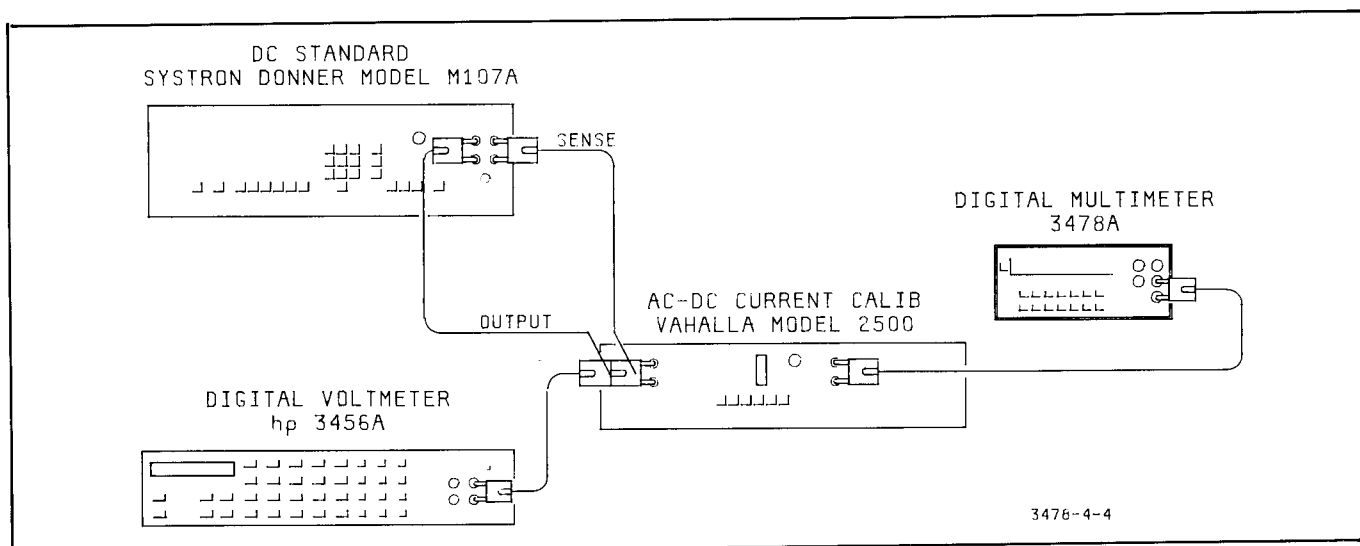 DC STANDARD
SYSTRON DONNER MODEL M107A
SENSE
DIGITAL MULTIMETER
3478A
AC-DC CURRENT CALIB
VAHALLA MODEL 2500
OUTPUT
DIGITAL VOLTMETER
hp 3456A
3478-4-4